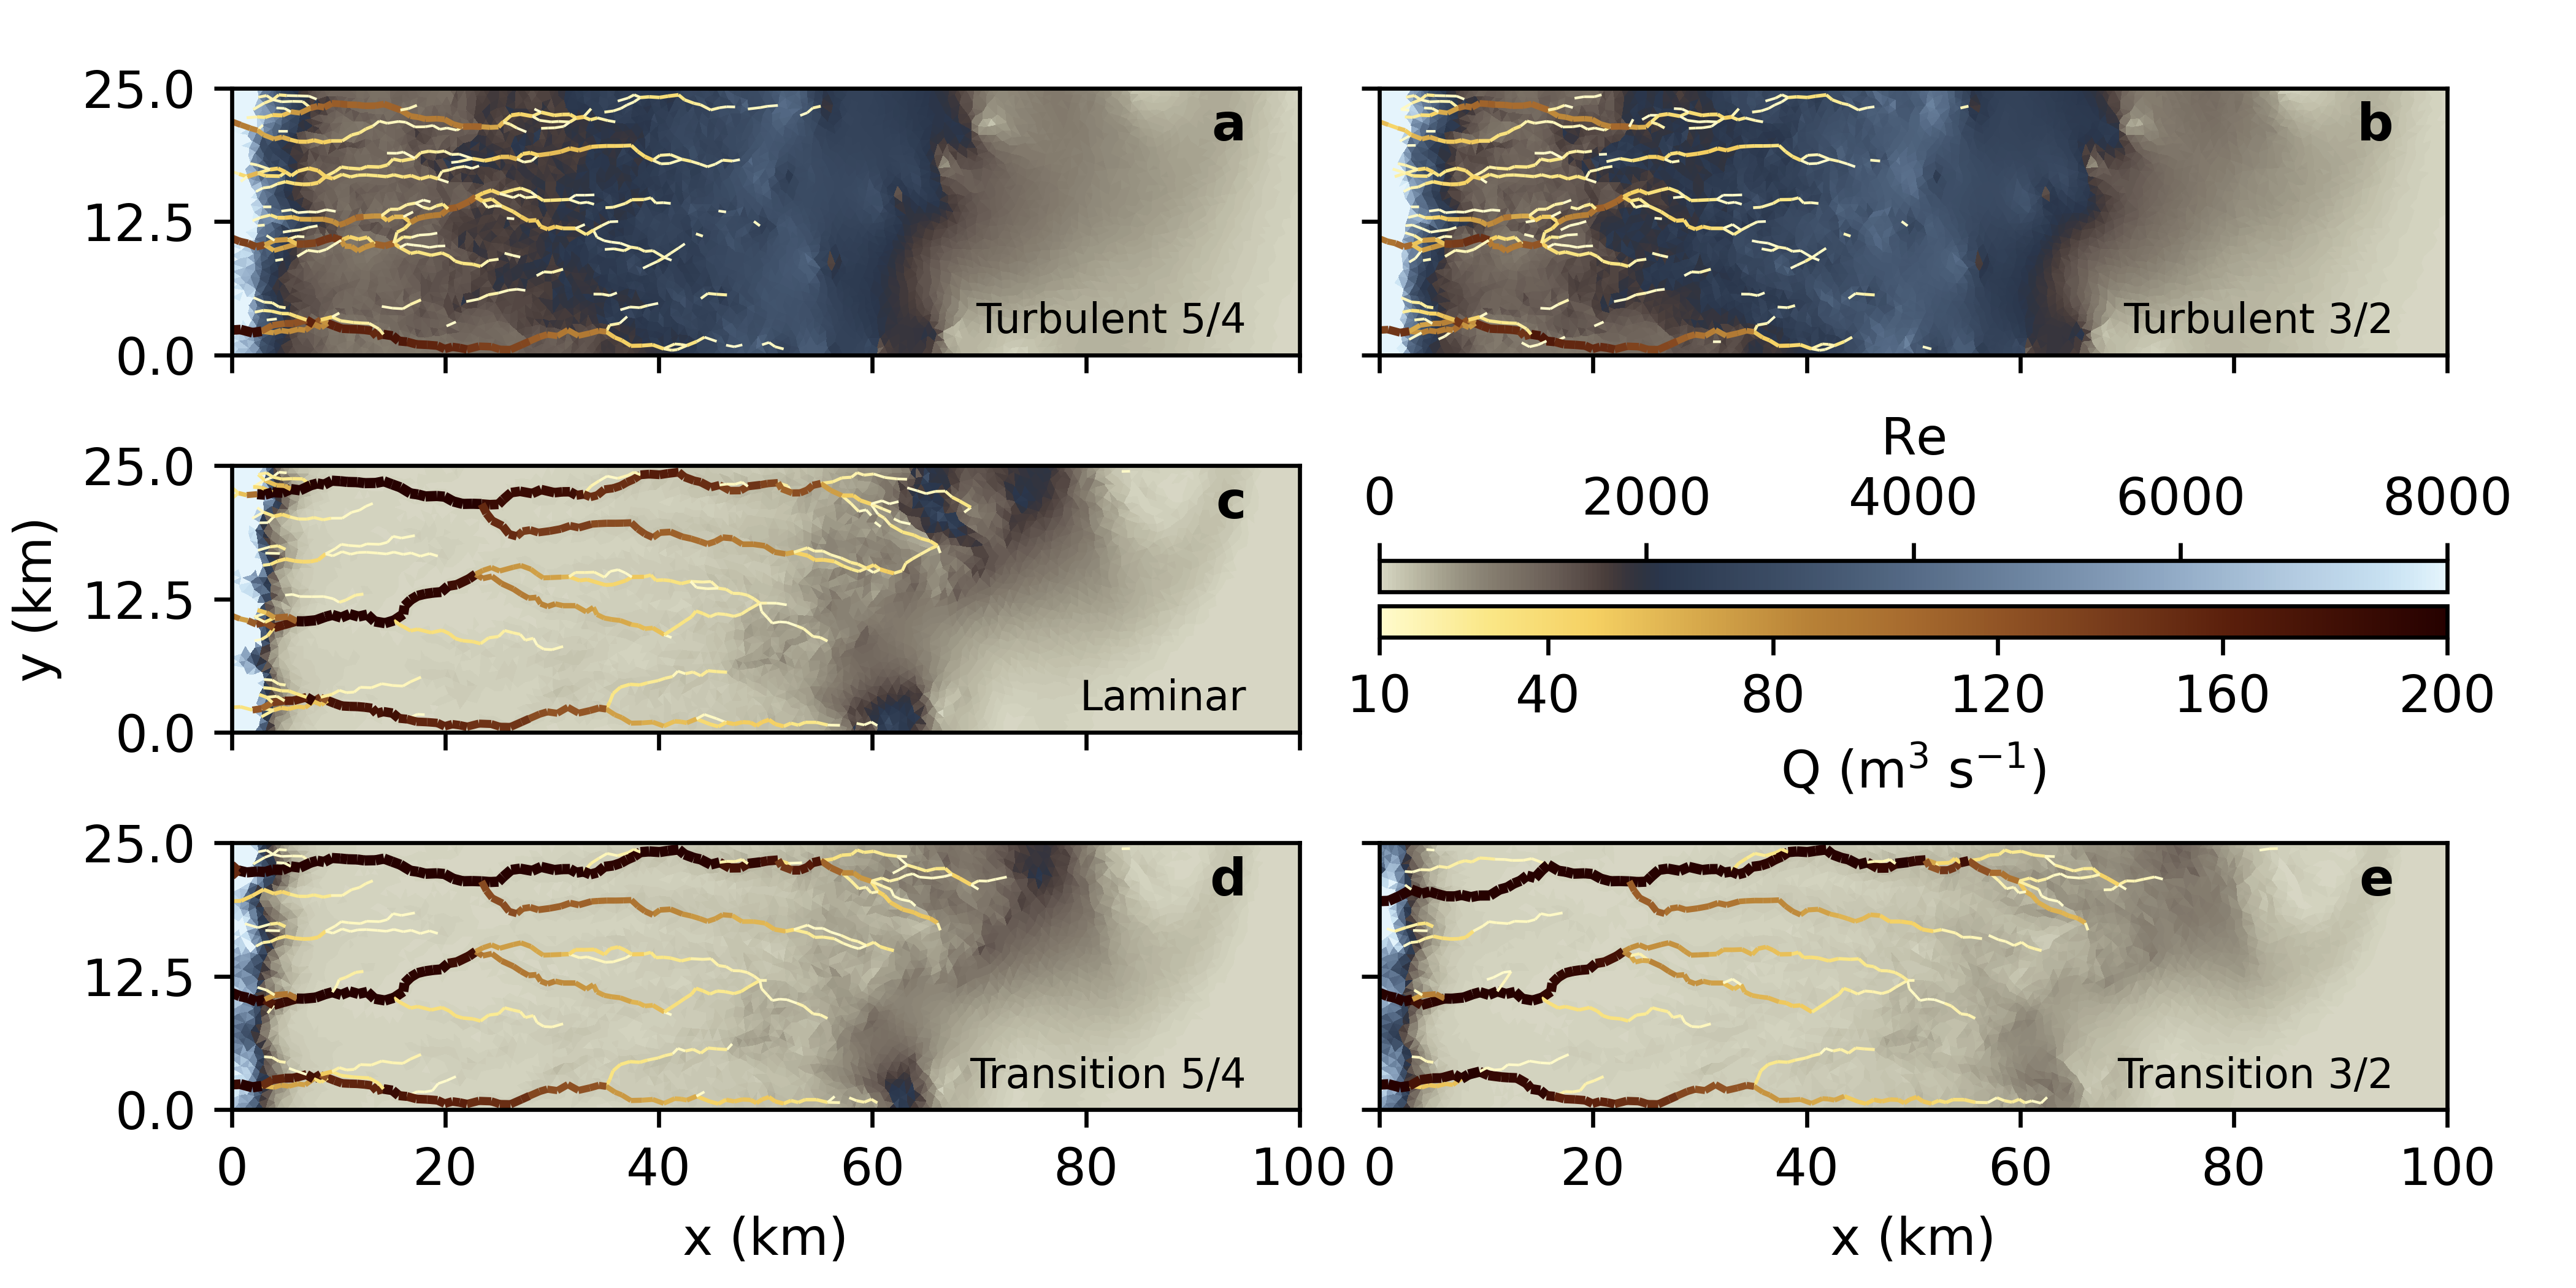 25.0
12.5
0.0
a
Turbulent 5/4
b
Turbulent 3/2
y (km)
25.0
12.5
0.0
c
Laminar
Re
0 2000 4000 6000 8000
10 40 80 120 160 200
Q (m³ s⁻¹)
25.0
12.5
0.0
d
Transition 5/4
e
Transition 3/2
0 20 40 60 80 100
0 20 40 60 80 100
x (km)
x (km)